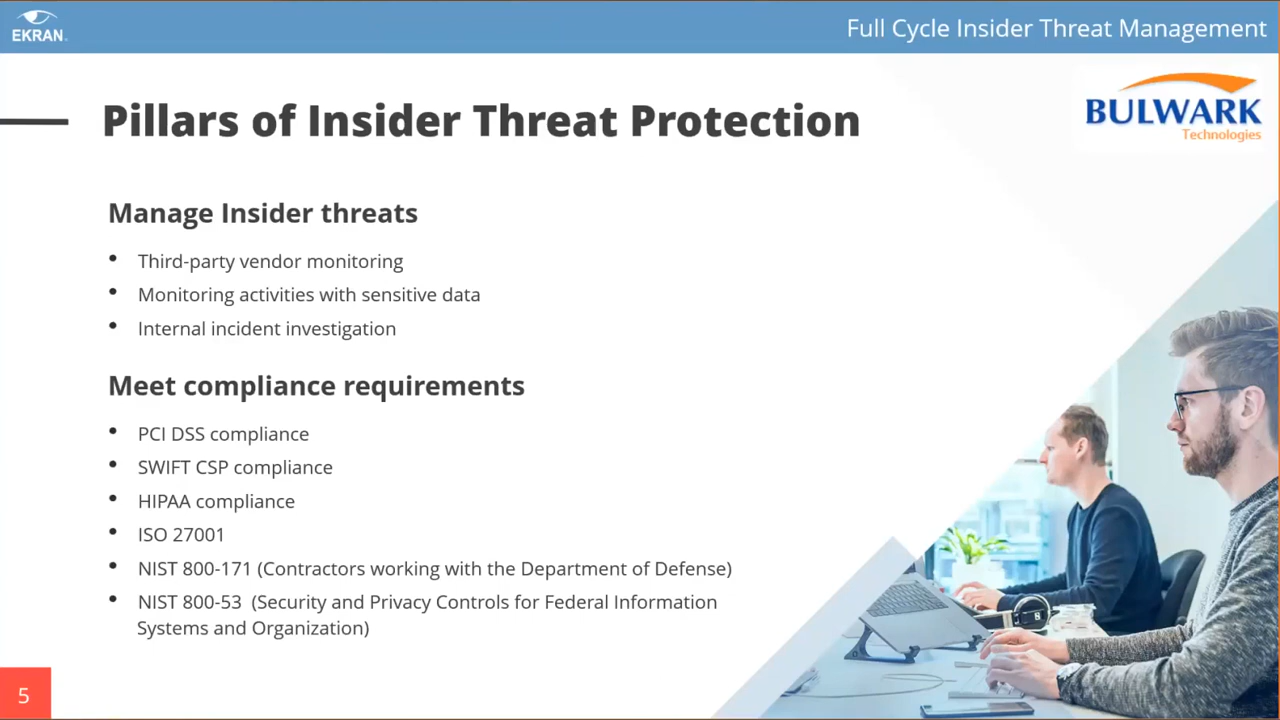 EKRAN
Full Cycle Insider Threat Management
BULWARK
Technologies
Pillars of Insider Threat Protection
Manage Insider threats
• Third-party vendor monitoring
• Monitoring activities with sensitive data
• Internal incident investigation
Meet compliance requirements
• PCI DSS compliance
• SWIFT CSP compliance
• HIPAA compliance
• ISO 27001
• NIST 800-171 (Contractors working with the Department of Defense)
• NIST 800-53 (Security and Privacy Controls for Federal Information
Systems and Organization)
5